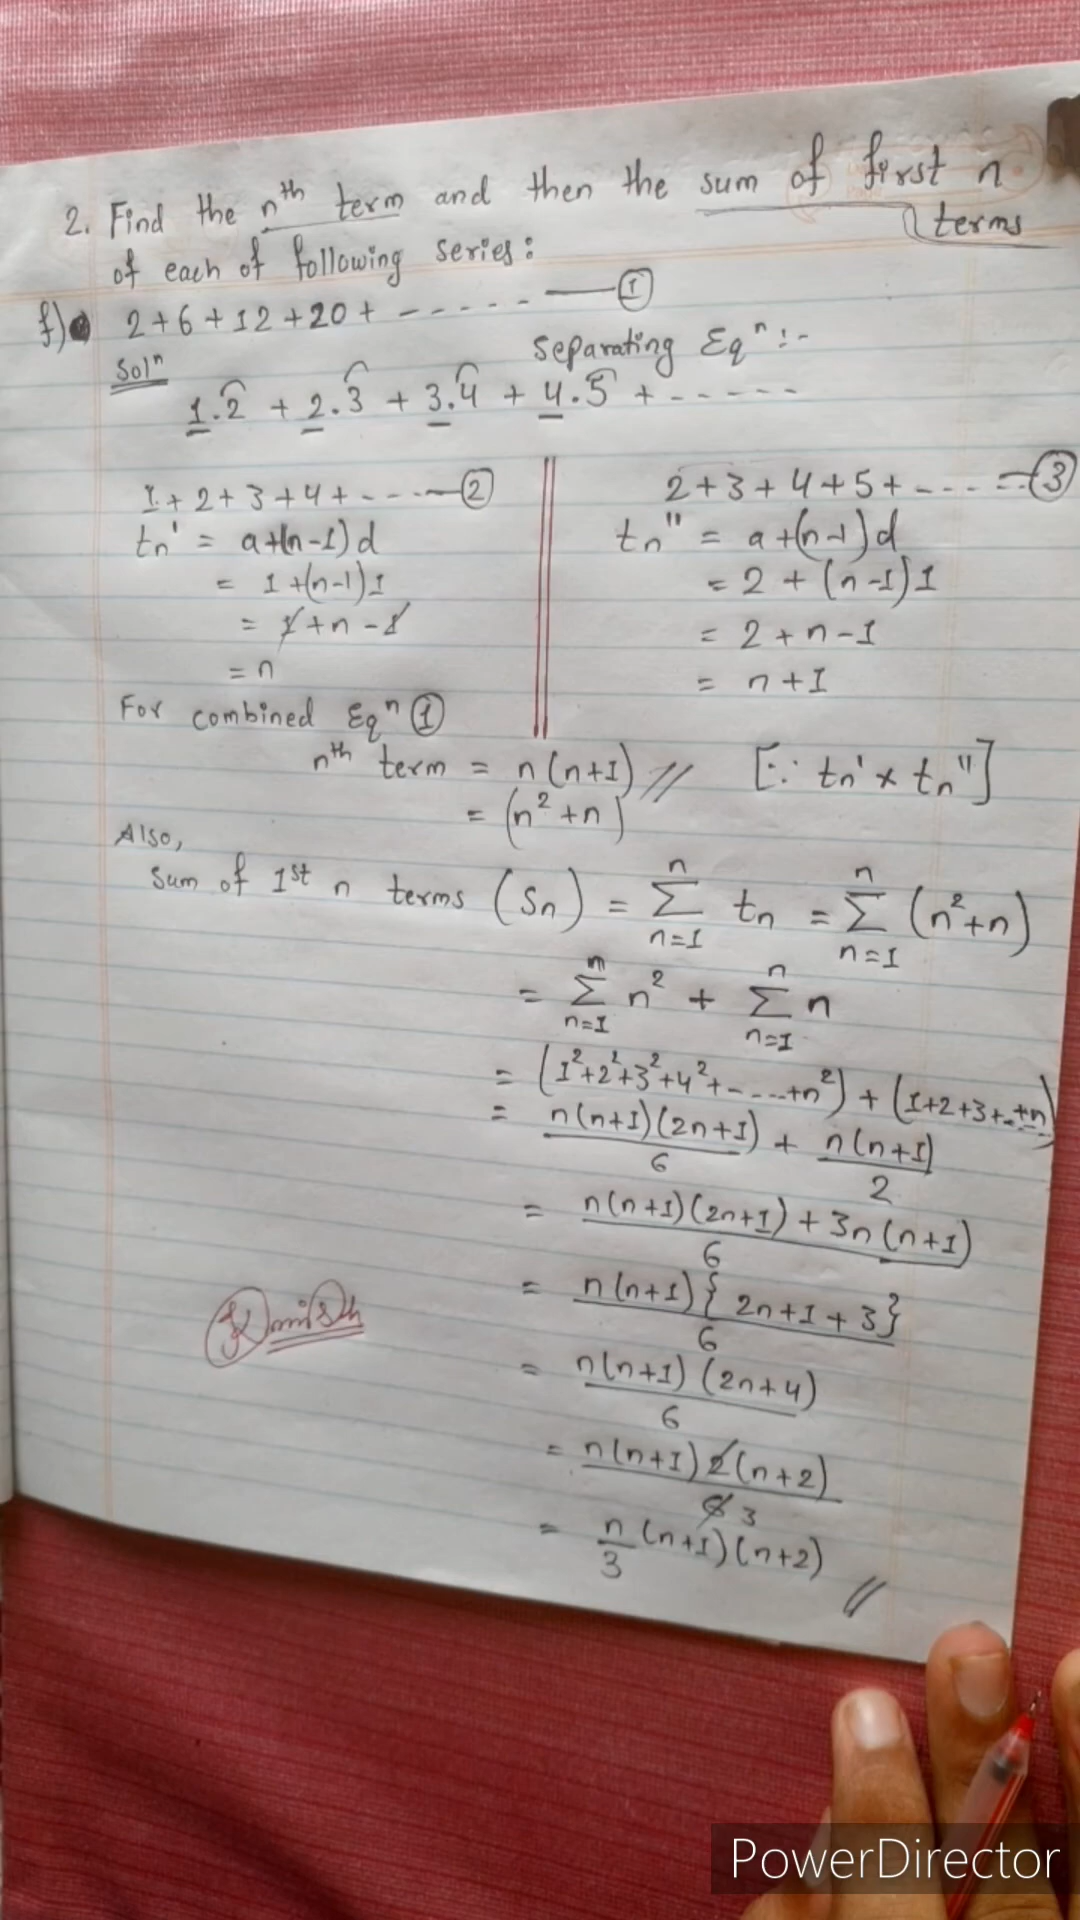 2. Find the nth term and then the sum of first n
terms
of each of following series:
f) 2+6+12+20+ - - - - - - ①
Solⁿ
Separating Eqⁿ :-
1.2 + 2.3 + 3.4 + 4.5 + - - - - - -
1+2+3+4+ - - - - ②
tn' = a+(n-1)d
= 1+(n-1)1
= 1+n-1
= n
2+3+4+5+ - - - - ③
tn" = a+(n-1)d
= 2+(n-1)1
= 2+n-1
= n+1
For combined Eqⁿ ①
nth term = n(n+1) // [∵ tn' × tn"]
= (n²+n)
Also,
Sum of 1st n terms (Sn) = Σ_{n=1}^{n} tn = Σ_{n=1}^{n} (n²+n)
= Σ_{n=1}^{n} n² + Σ_{n=1}^{n} n
= (1²+2²+3²+4²+ - - - +n²) + (1+2+3+..+n)
= n(n+1)(2n+1)/6 + n(n+1)/2
= n(n+1)(2n+1)+3n(n+1)/6
= n(n+1){2n+1+3}/6
= n(n+1)(2n+4)/6
= n(n+1)2(n+2)/6 3
= n/3 (n+1)(n+2) //
PowerDirector